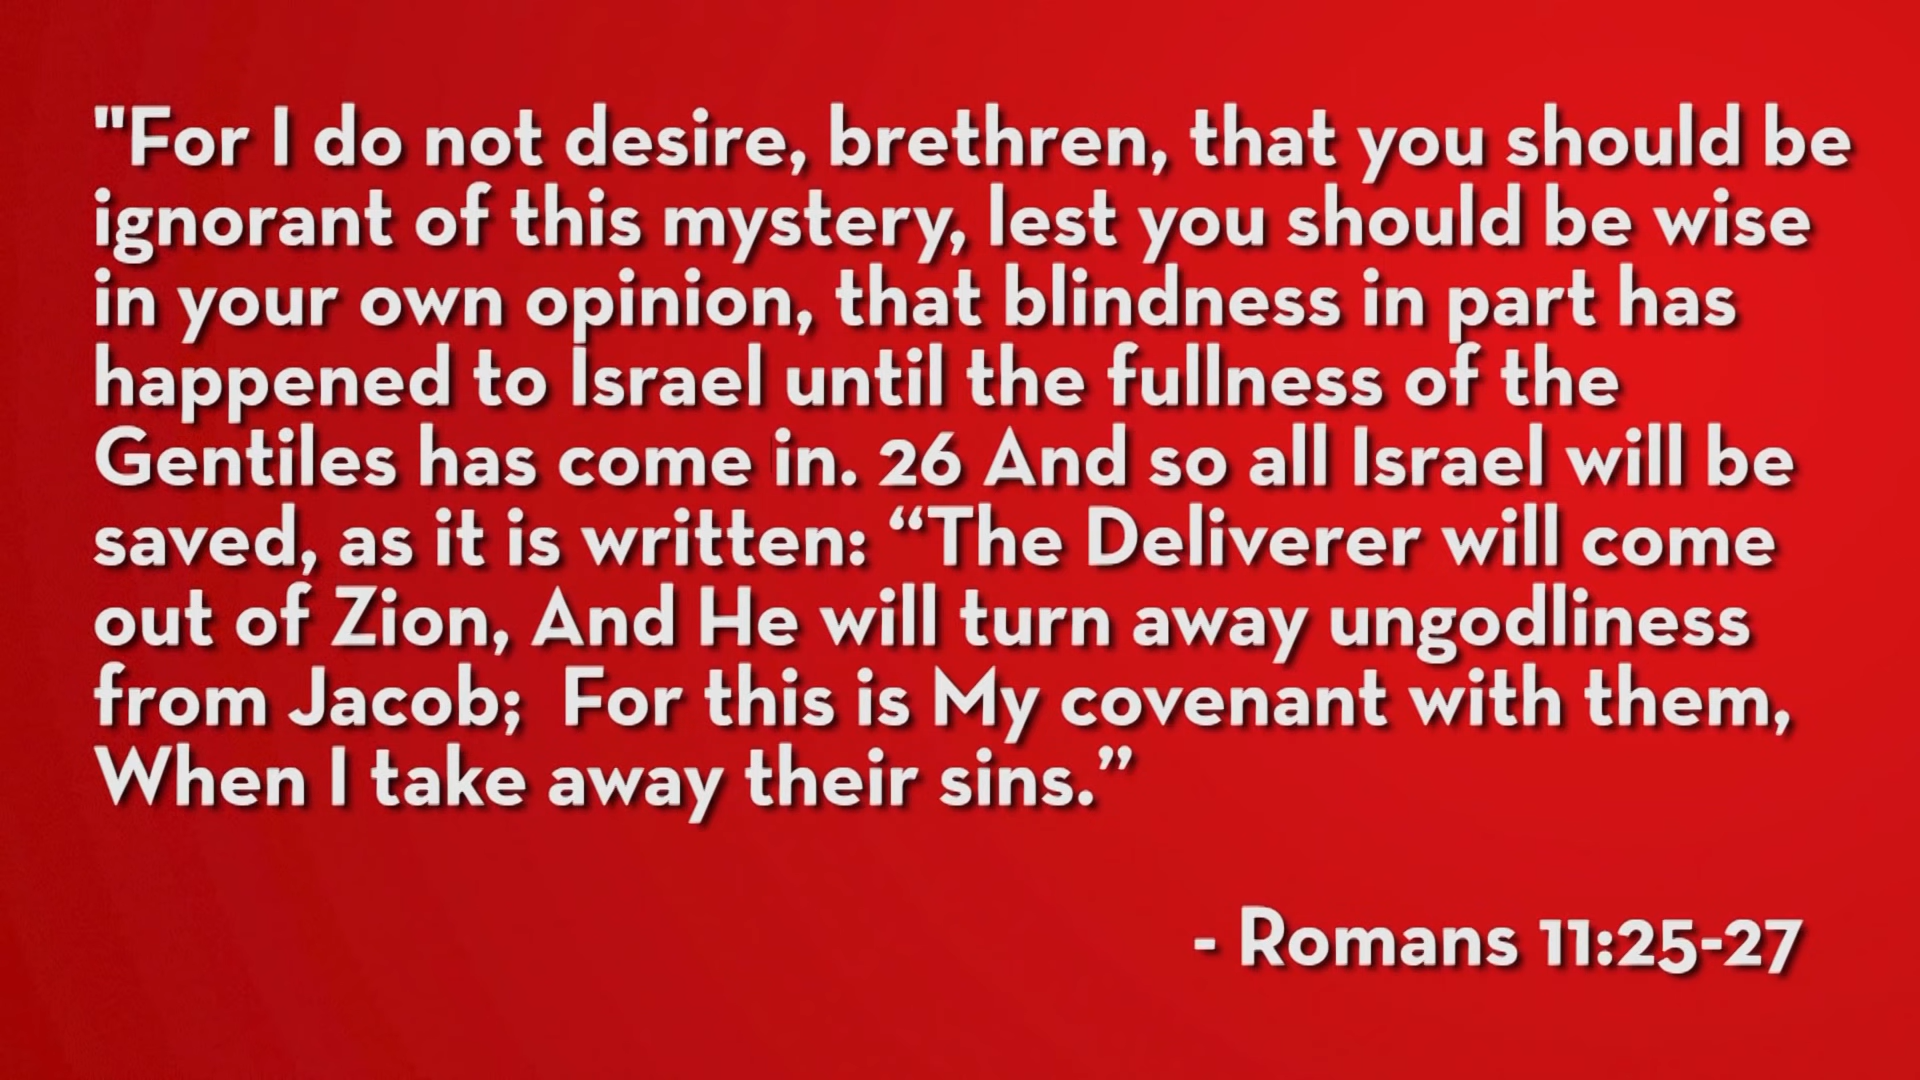 "For I do not desire, brethren, that you should be
ignorant of this mystery, lest you should be wise
in your own opinion, that blindness in part has
happened to Israel until the fullness of the
Gentiles has come in. 26 And so all Israel will be
saved, as it is written: “The Deliverer will come
out of Zion, And He will turn away ungodliness
from Jacob;  For this is My covenant with them,
When I take away their sins.”
- Romans 11:25-27